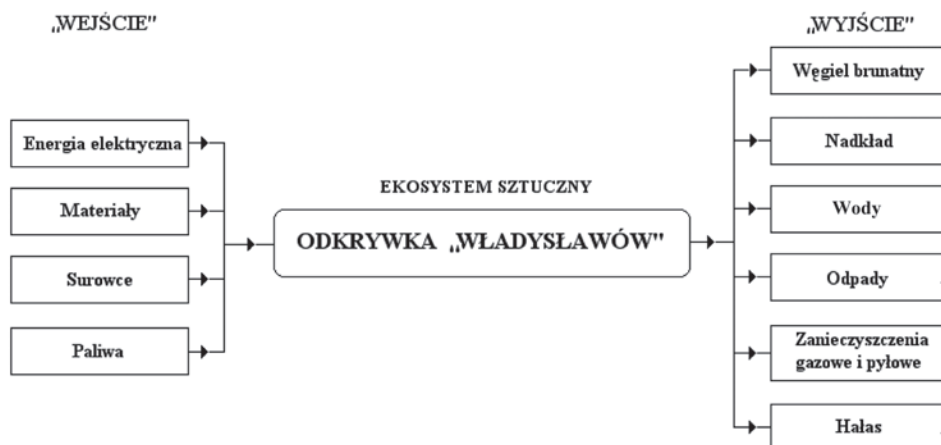 „WEJŚCIE"
„WYJŚCIE"
Energia elektryczna
Materiały
Surowce
Paliwa
EKOSYSTEM SZTUCZNY
ODKRYWKA „WŁADYSŁAWÓW"
Węgiel brunatny
Nadkład
Wody
Odpady
Zanieczyszczenia
gazowe i pyłowe
Hałas